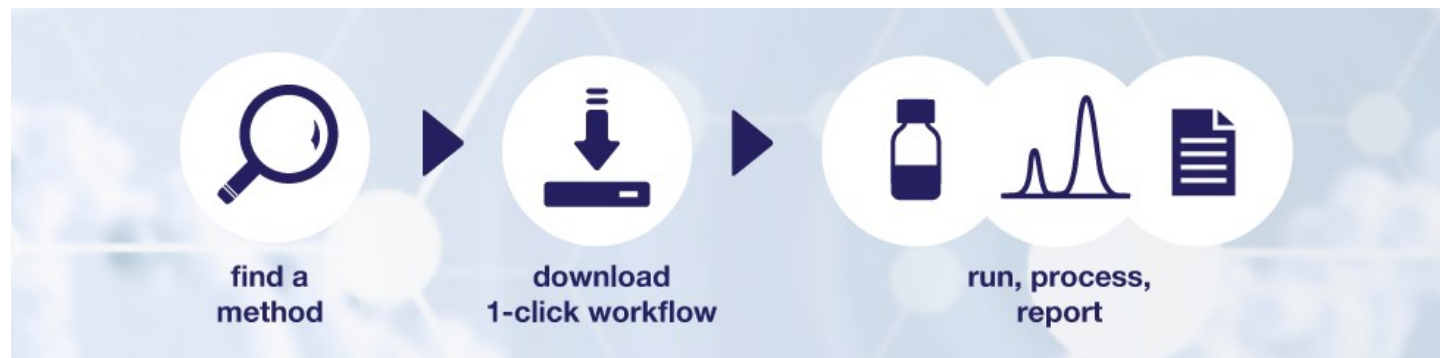 find a
method
download
1-click workflow
run, process,
report